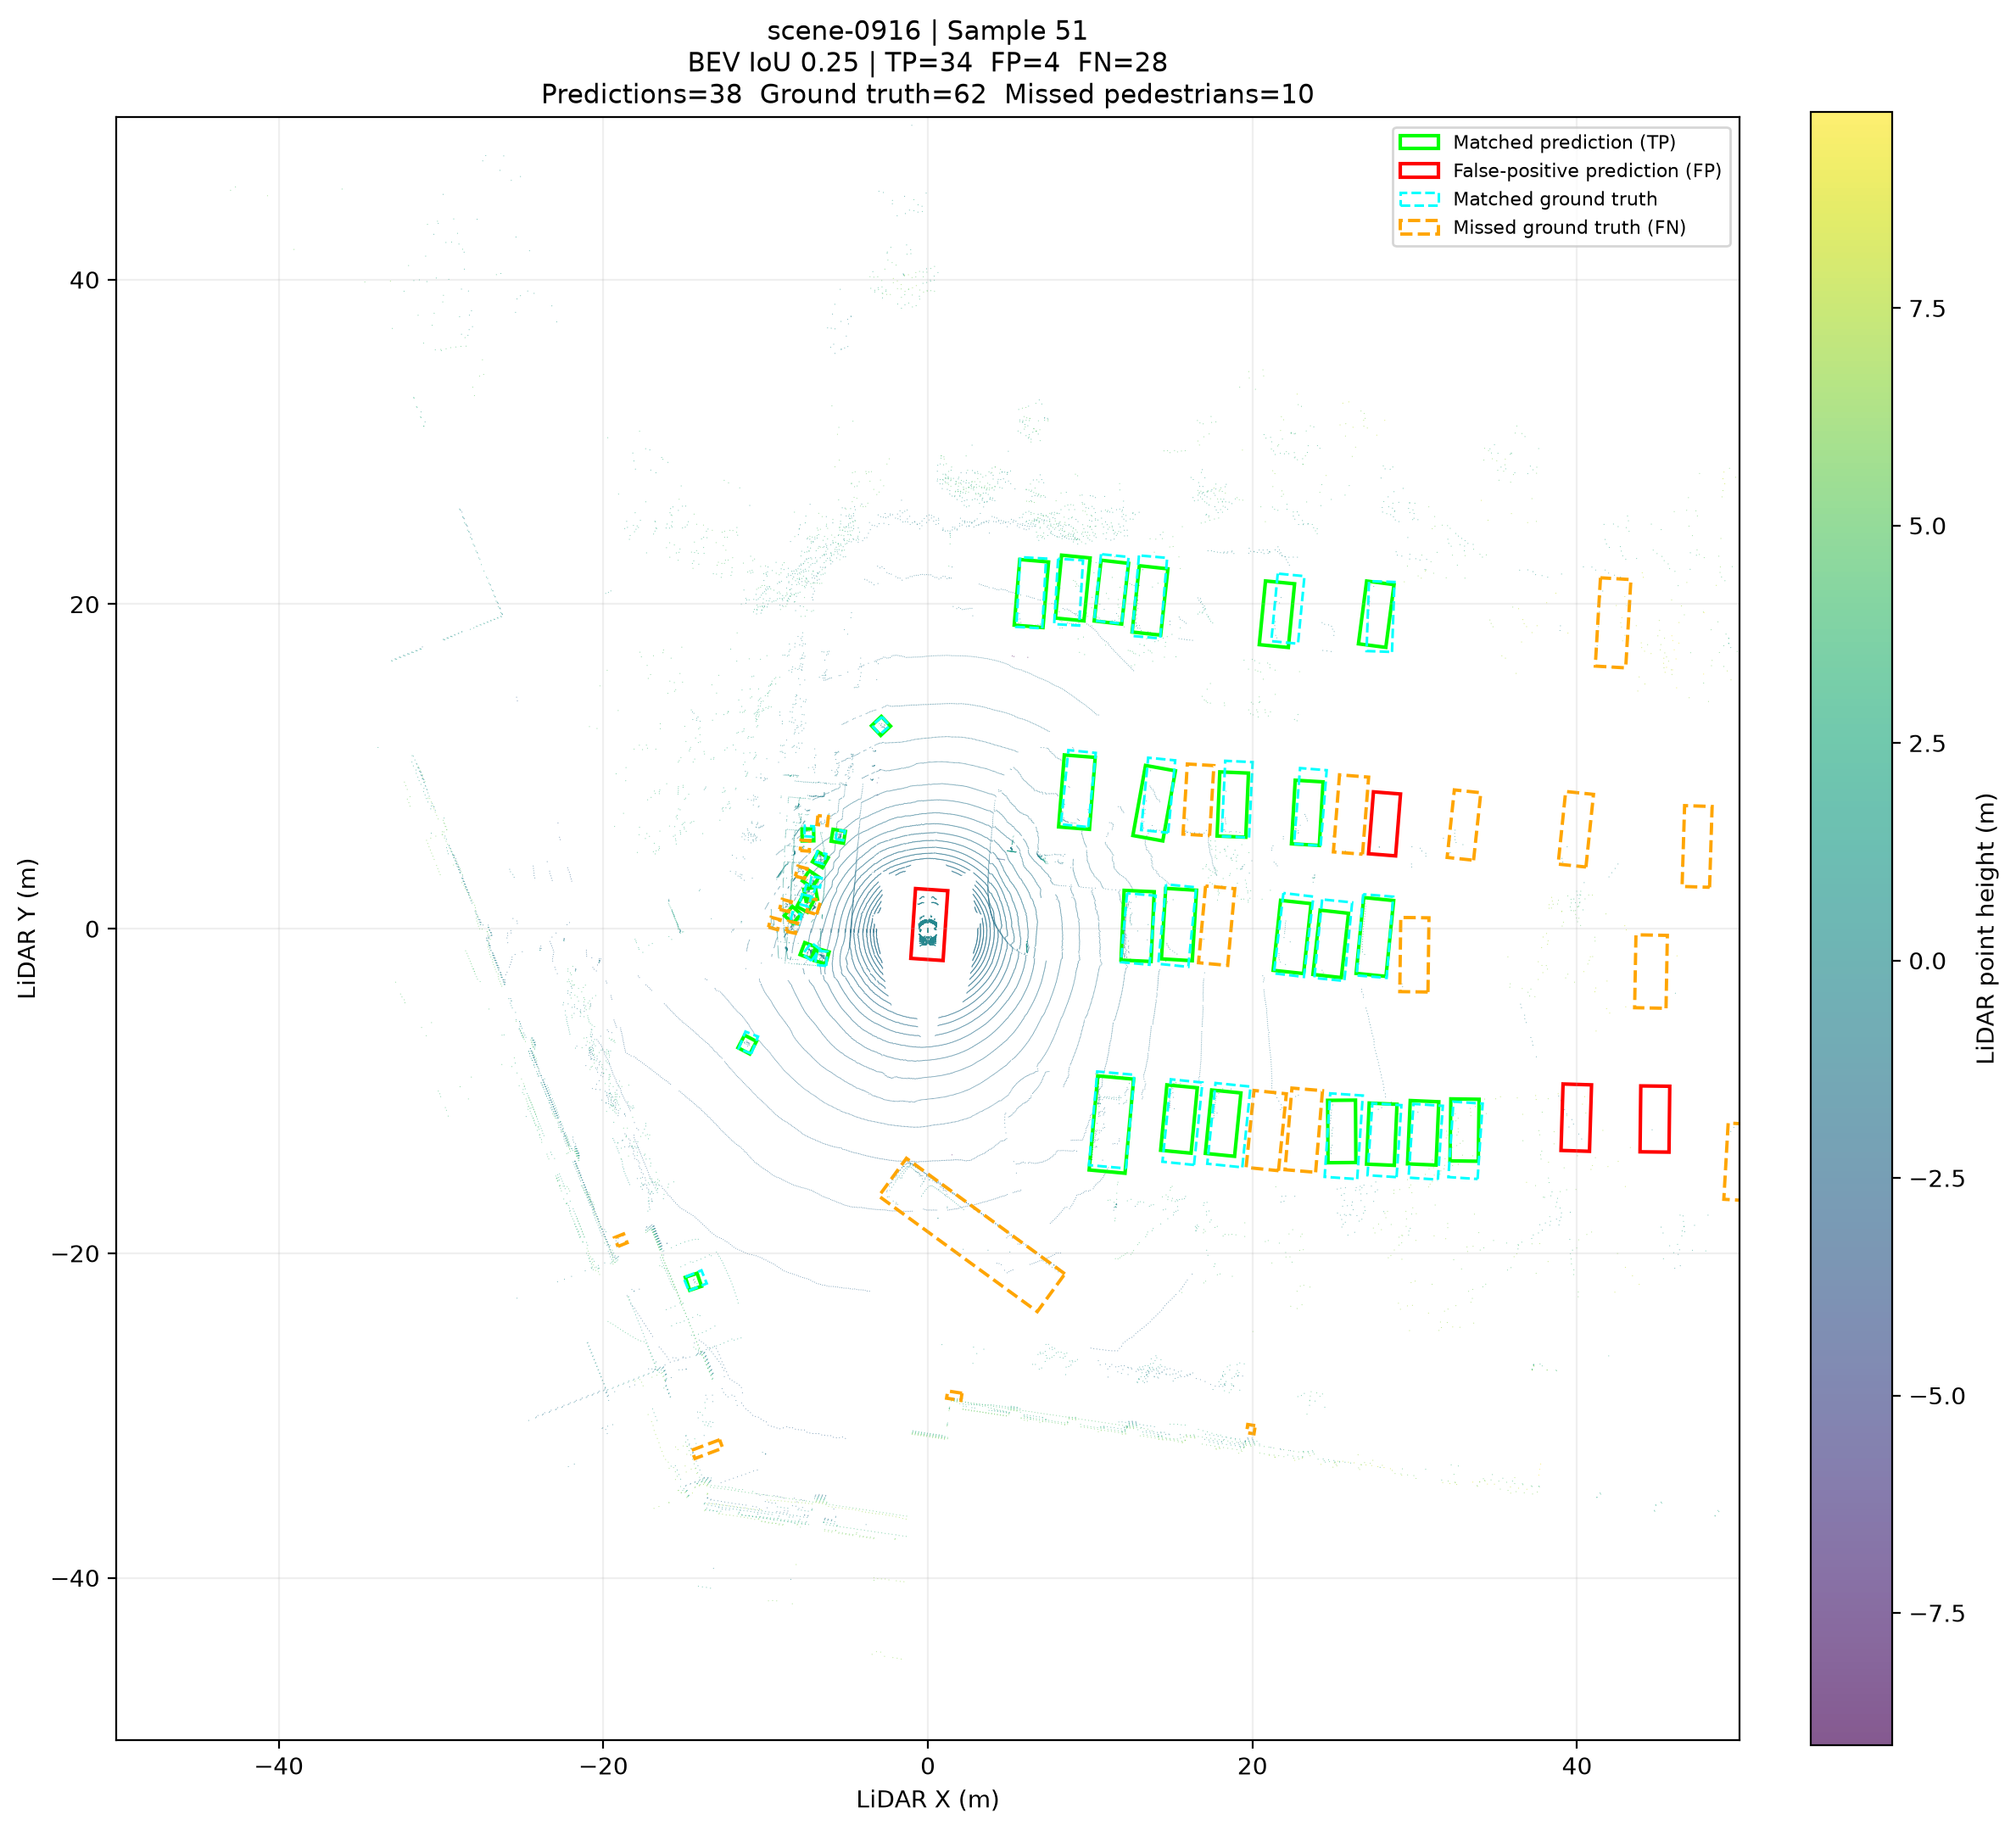 scene-0916 | Sample 51
BEV IoU 0.25 | TP=34  FP=4  FN=28
Predictions=38  Ground truth=62  Missed pedestrians=10
Matched prediction (TP)
False-positive prediction (FP)
Matched ground truth
Missed ground truth (FN)
40
20
0
−20
−40
LiDAR Y (m)
−40
−20
0
20
40
LiDAR X (m)
7.5
5.0
2.5
0.0
−2.5
−5.0
−7.5
LiDAR point height (m)